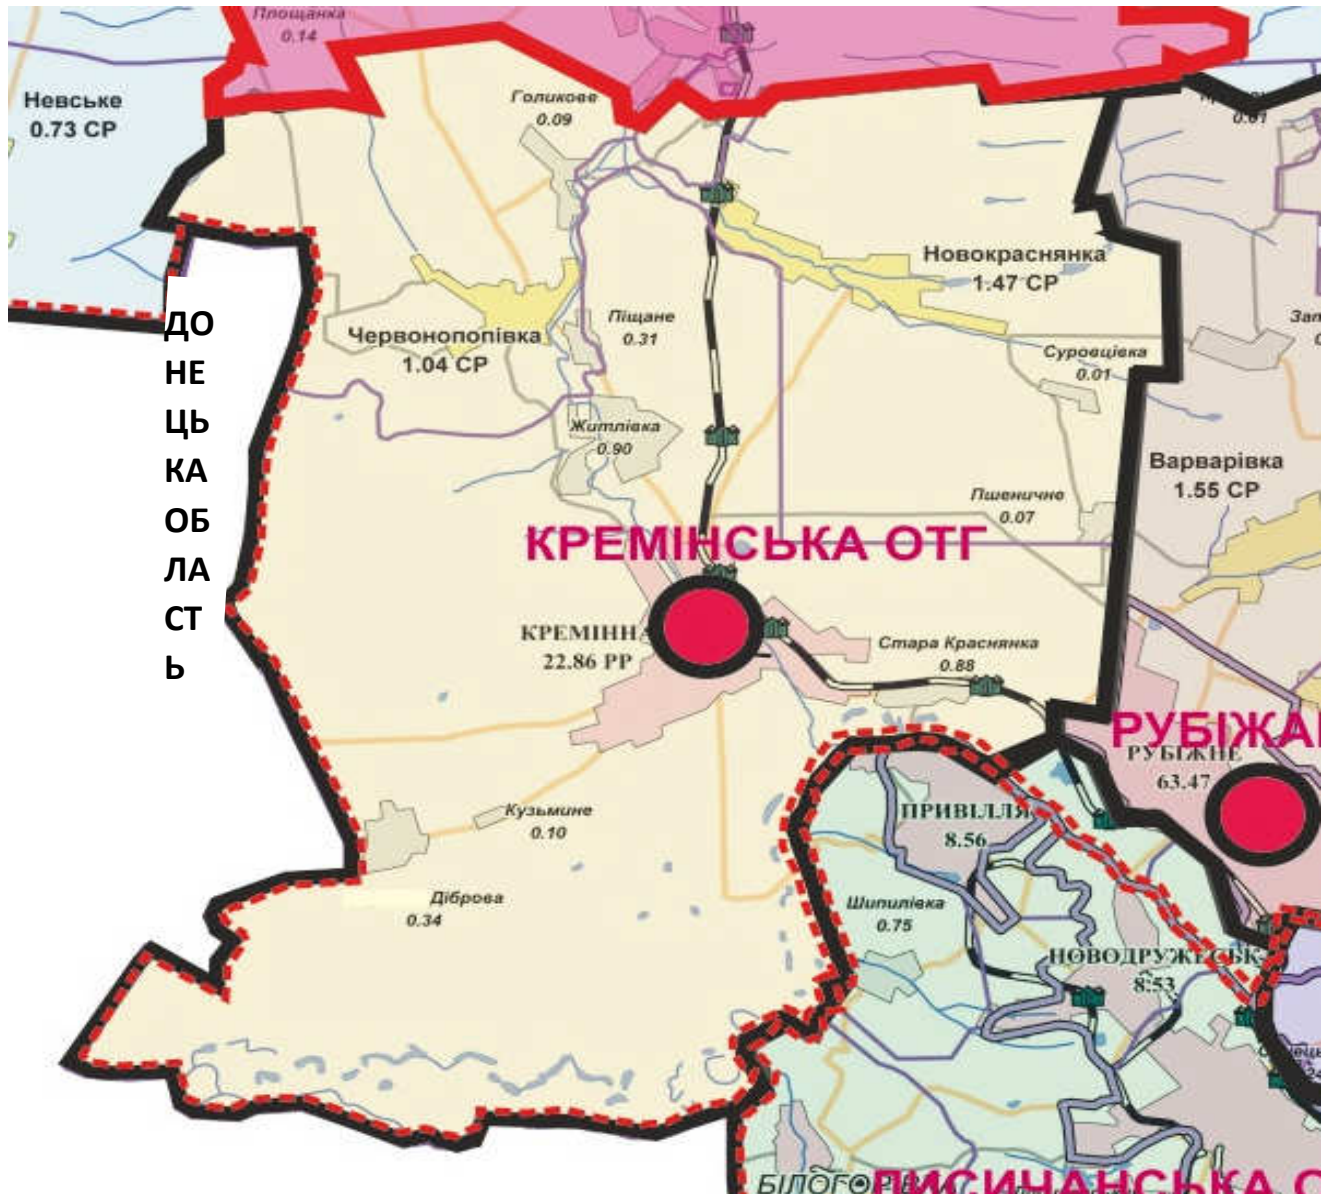 Площанка
0.14
Невське
0.73 СР
Голикове
0.09
0.01
Новокраснянка
1.47 СР
Червонопопівка
1.04 СР
Піщане
0.31
Суровцівка
0.01
ДО
НЕ
ЦЬ
КА
ОБ
ЛА
СТ
Ь
Житлівка
0.90
Варварівка
1.55 СР
Пшеничне
0.07
КРЕМІНСЬКА ОТГ
КРЕМІННА
22.86 РР
Стара Краснянка
0.88
РУБІЖНЕ
63.47
Кузьмине
0.10
ПРИВІЛЛЯ
8.56
Діброва
0.34
Шипилівка
0.75
НОВОДРУЖЕСЬК
8.53
ЛИСИЧАНСЬКА О